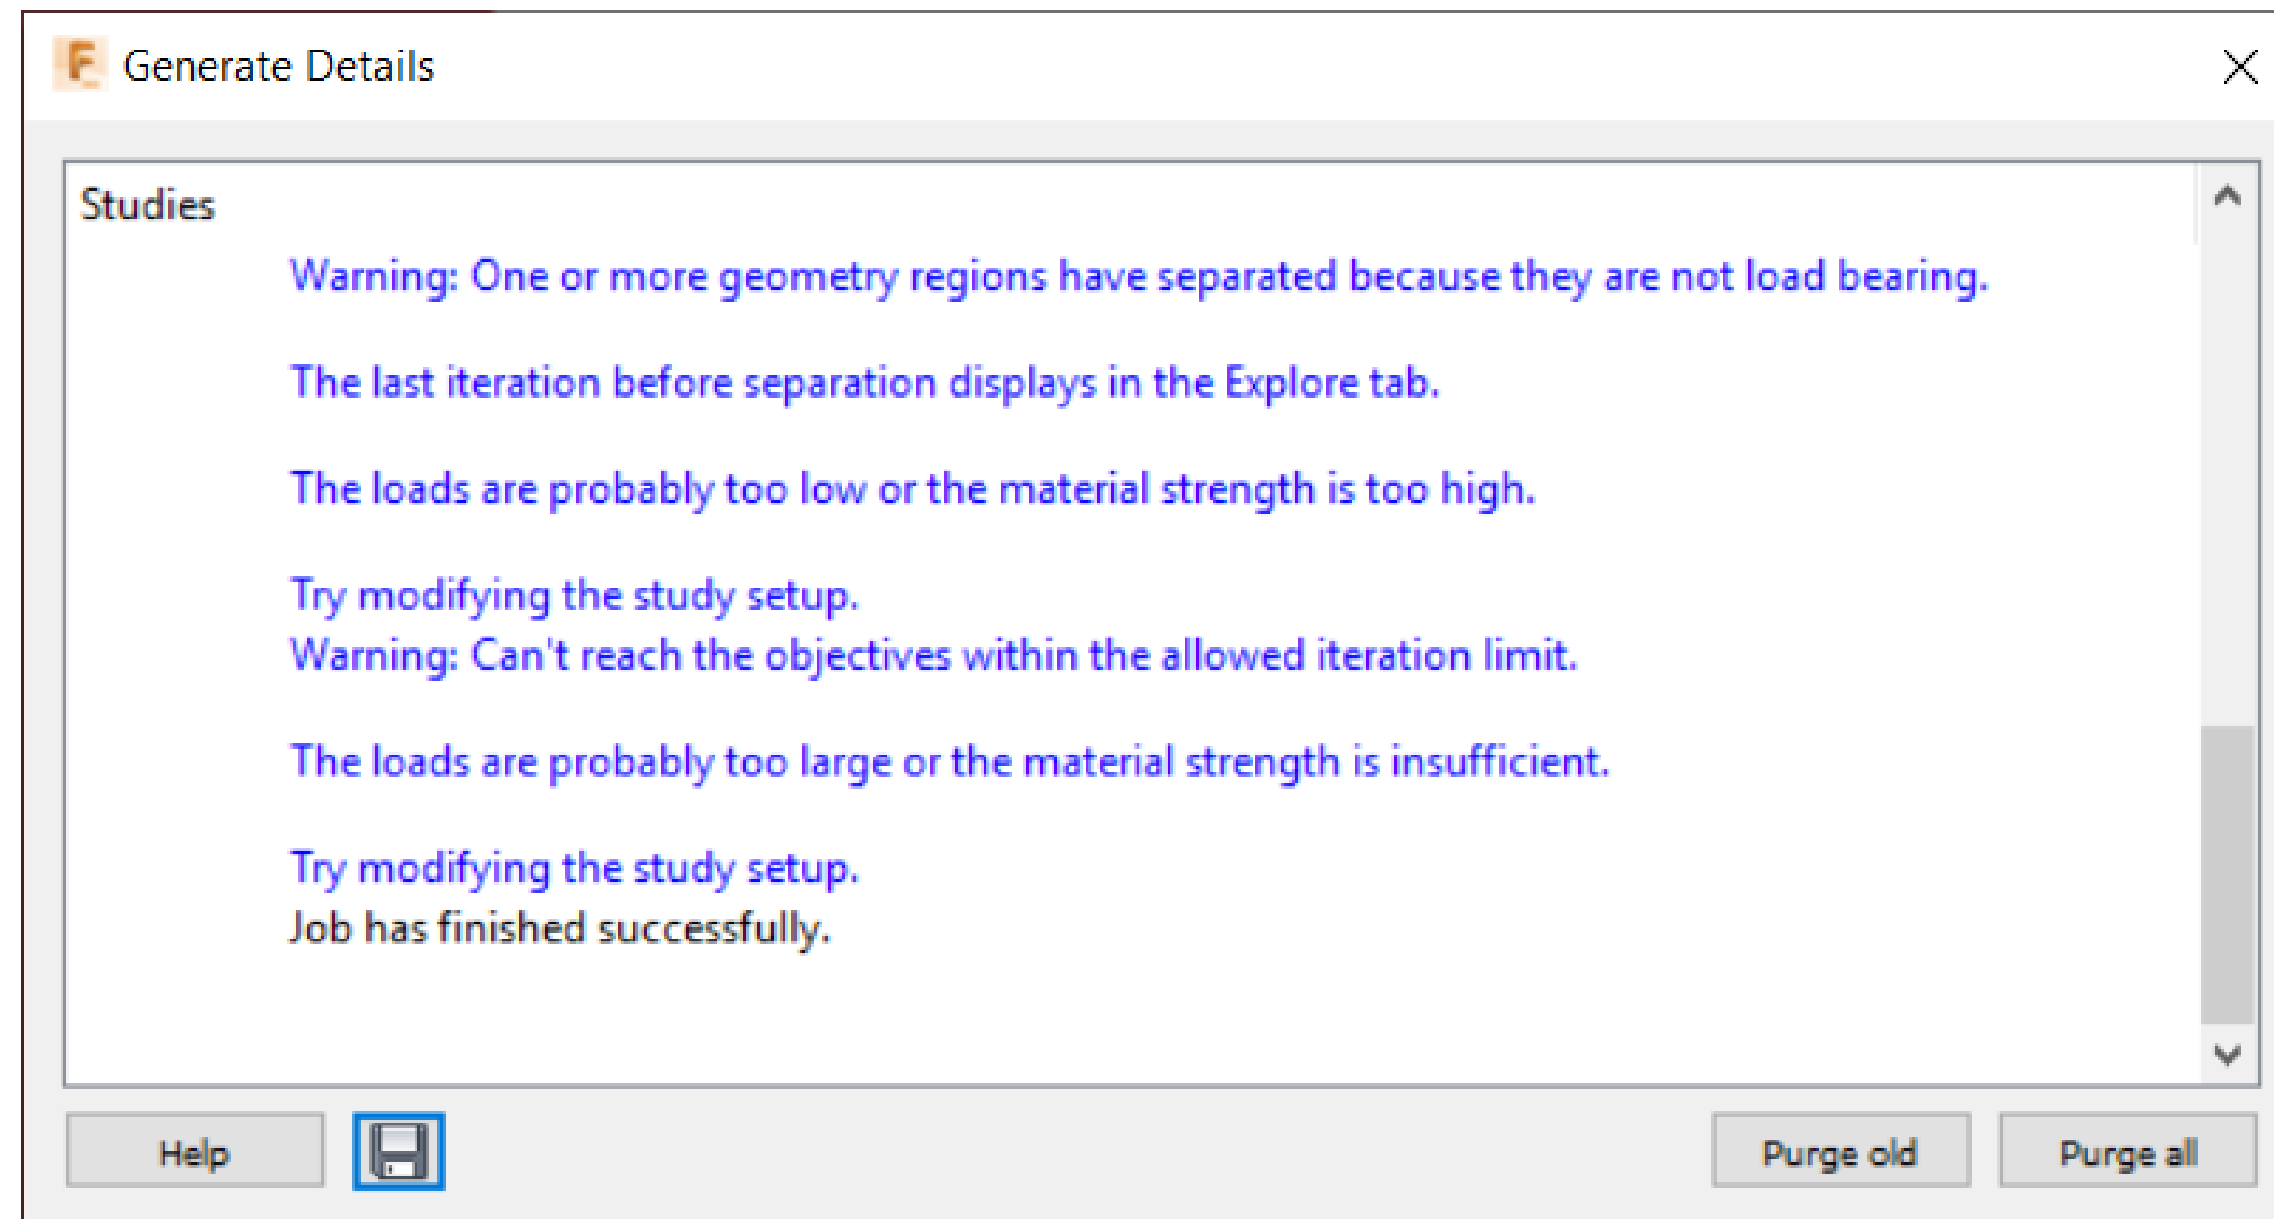 Generate Details
Studies
Warning: One or more geometry regions have separated because they are not load bearing.
The last iteration before separation displays in the Explore tab.
The loads are probably too low or the material strength is too high.
Try modifying the study setup.
Warning: Can't reach the objectives within the allowed iteration limit.
The loads are probably too large or the material strength is insufficient.
Try modifying the study setup.
Job has finished successfully.
Help
Purge old
Purge all